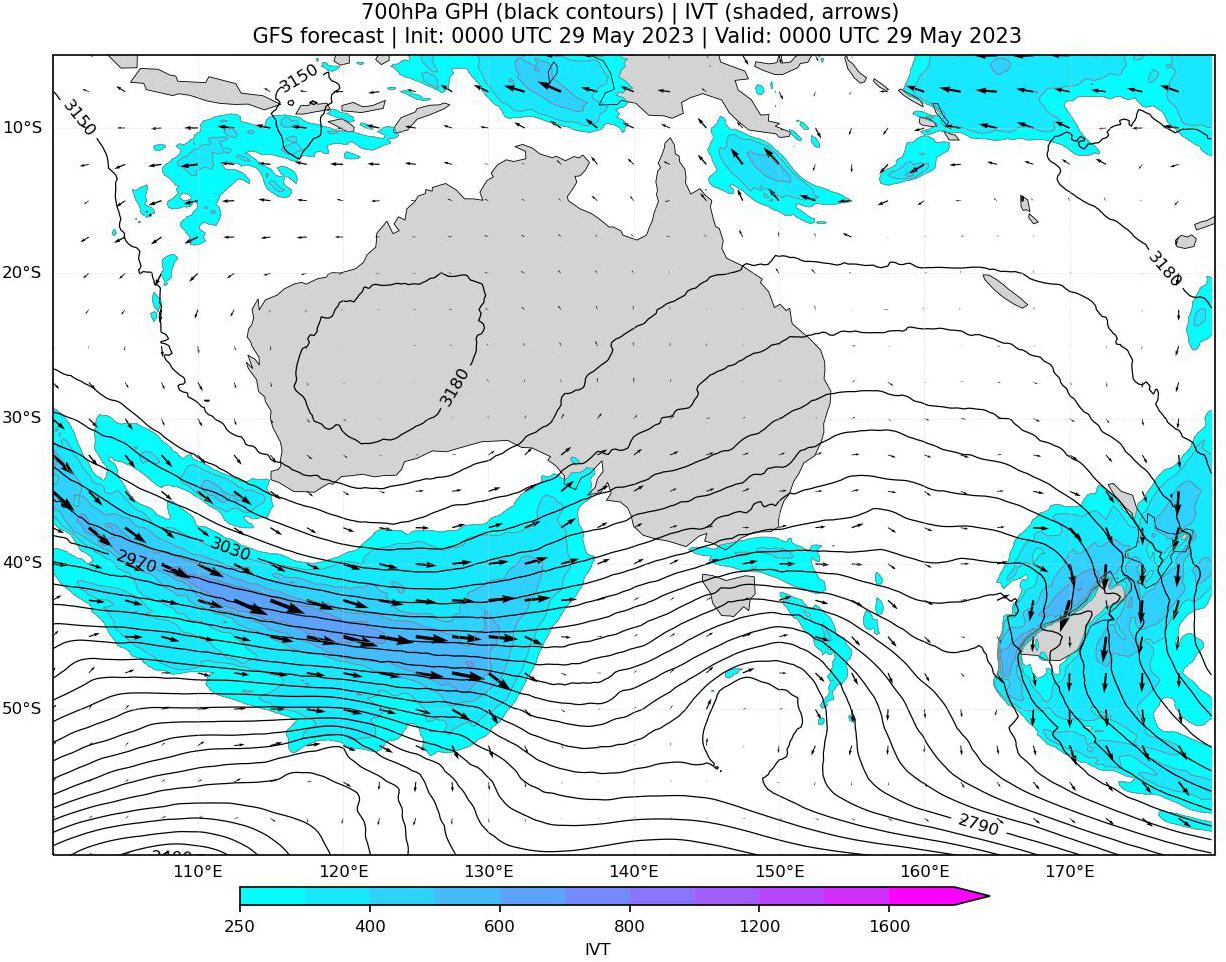 700hPa GPH (black contours) | IVT (shaded, arrows)
GFS forecast | Init: 0000 UTC 29 May 2023 | Valid: 0000 UTC 29 May 2023
3150
3150
10°S
3180
20°S
3180
30°S
3030
2970
40°S
50°S
2790
110°E 120°E 130°E 140°E 150°E 160°E 170°E
250 400 600 800 1200 1600
IVT